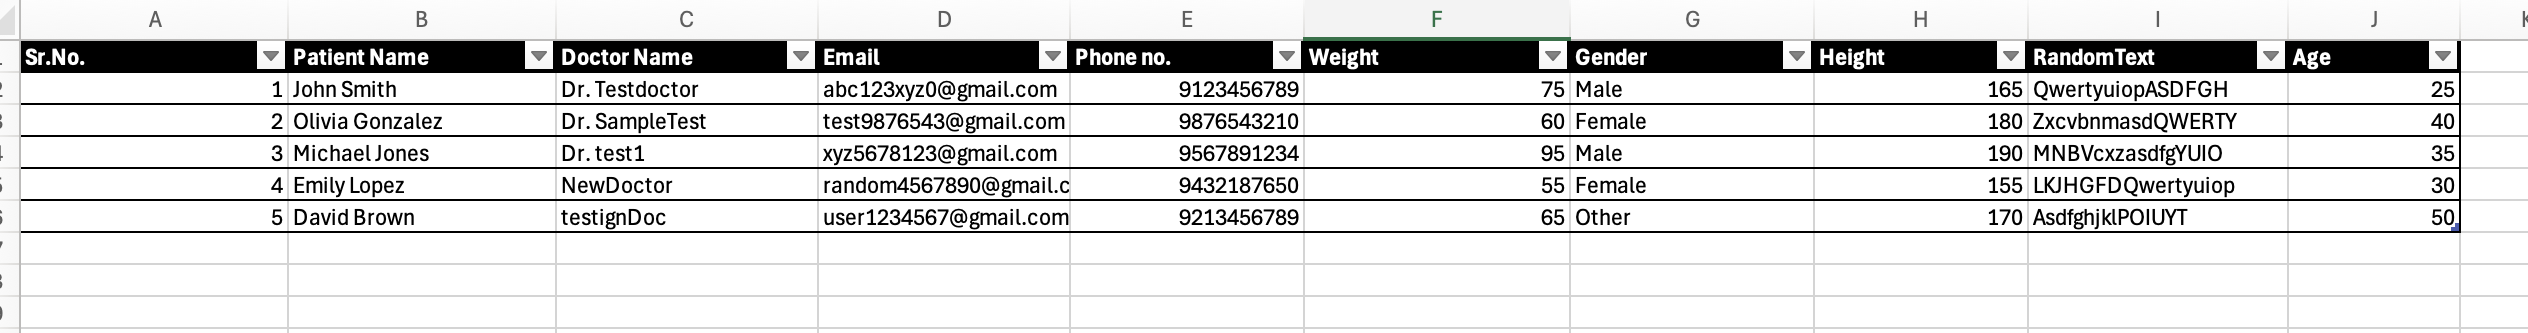 A B C D E F G H I J
Sr.No. Patient Name Doctor Name Email Phone no. Weight Gender Height RandomText Age
1 John Smith Dr. Testdoctor abc123xyz0@gmail.com 9123456789 75 Male 165 QwertyuiopASDFGH 25
2 Olivia Gonzalez Dr. SampleTest test9876543@gmail.com 9876543210 60 Female 180 ZxcvbnmasdQWERTY 40
3 Michael Jones Dr. test1 xyz5678123@gmail.com 9567891234 95 Male 190 MNBVcxzasdfgYUIO 35
4 Emily Lopez NewDoctor random4567890@gmail.c 9432187650 55 Female 155 LKJHGFDQwertyuiop 30
5 David Brown testignDoc user1234567@gmail.com 9213456789 65 Other 170 AsdfghjklPOIUYT 50